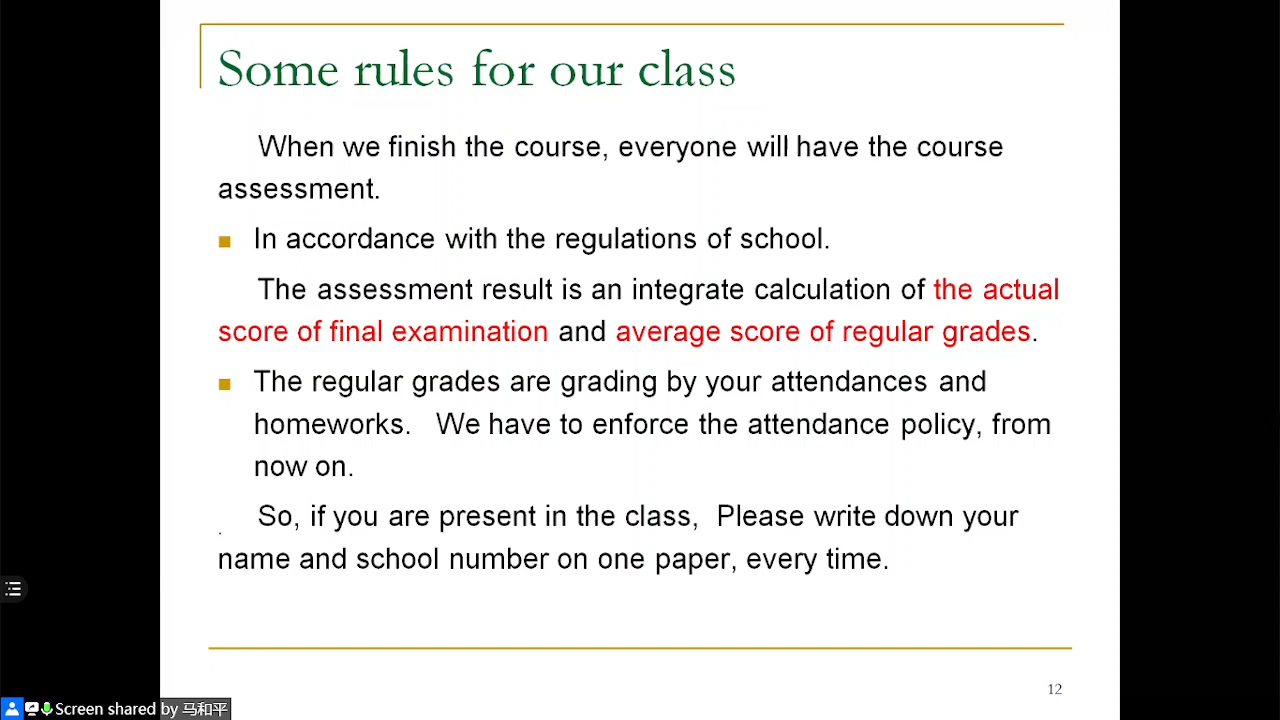 Some rules for our class
When we finish the course, everyone will have the course
assessment.
In accordance with the regulations of school.
The assessment result is an integrate calculation of the actual
score of final examination and average score of regular grades.
The regular grades are grading by your attendances and
homeworks. We have to enforce the attendance policy, from
now on.
So, if you are present in the class, Please write down your
name and school number on one paper, every time.
12
Screen shared by 马和平